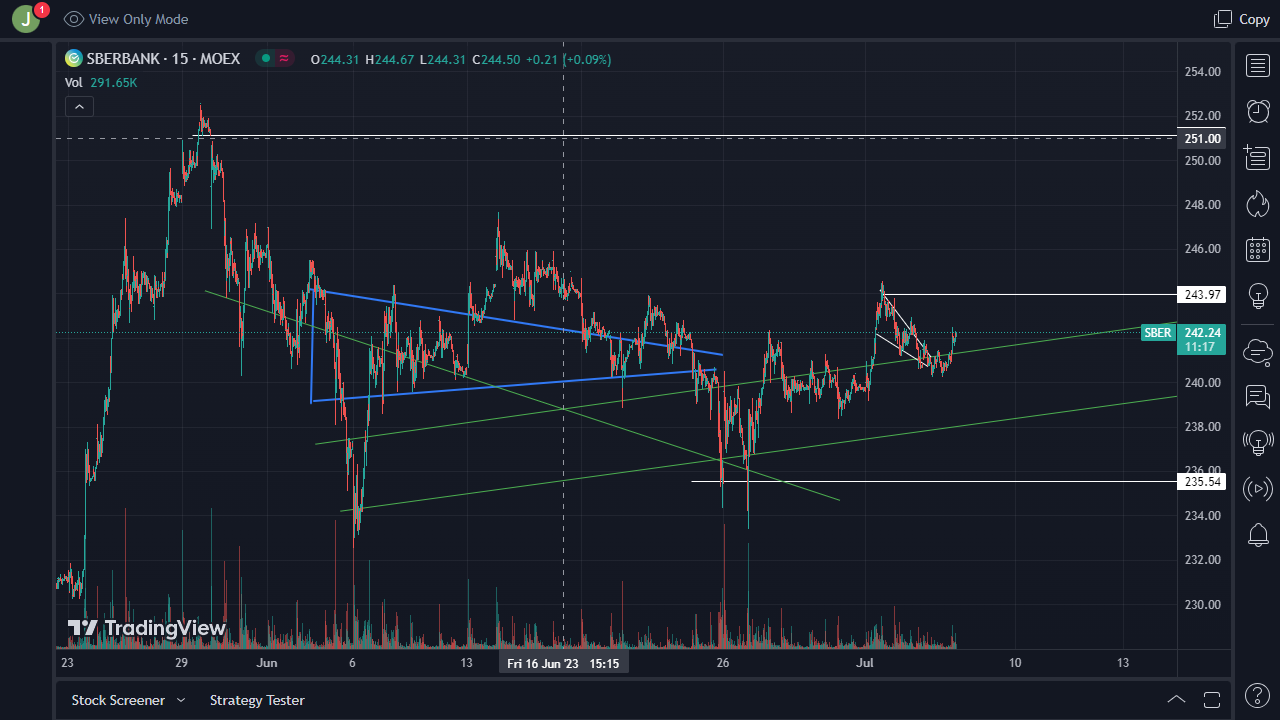 J 1 View Only Mode Copy
SBERBANK · 15 · MOEX O244.31 H244.67 L244.31 C244.50 +0.21 (+0.09%)
Vol 291.65K
254.00
252.00
251.00
250.00
248.00
246.00
243.97
SBER 242.24
11:17
240.00
238.00
236.00
235.54
234.00
232.00
230.00
TradingView
23 29 Jun 6 13 Fri 16 Jun '23 15:15 26 Jul 10 13
Stock Screener Strategy Tester